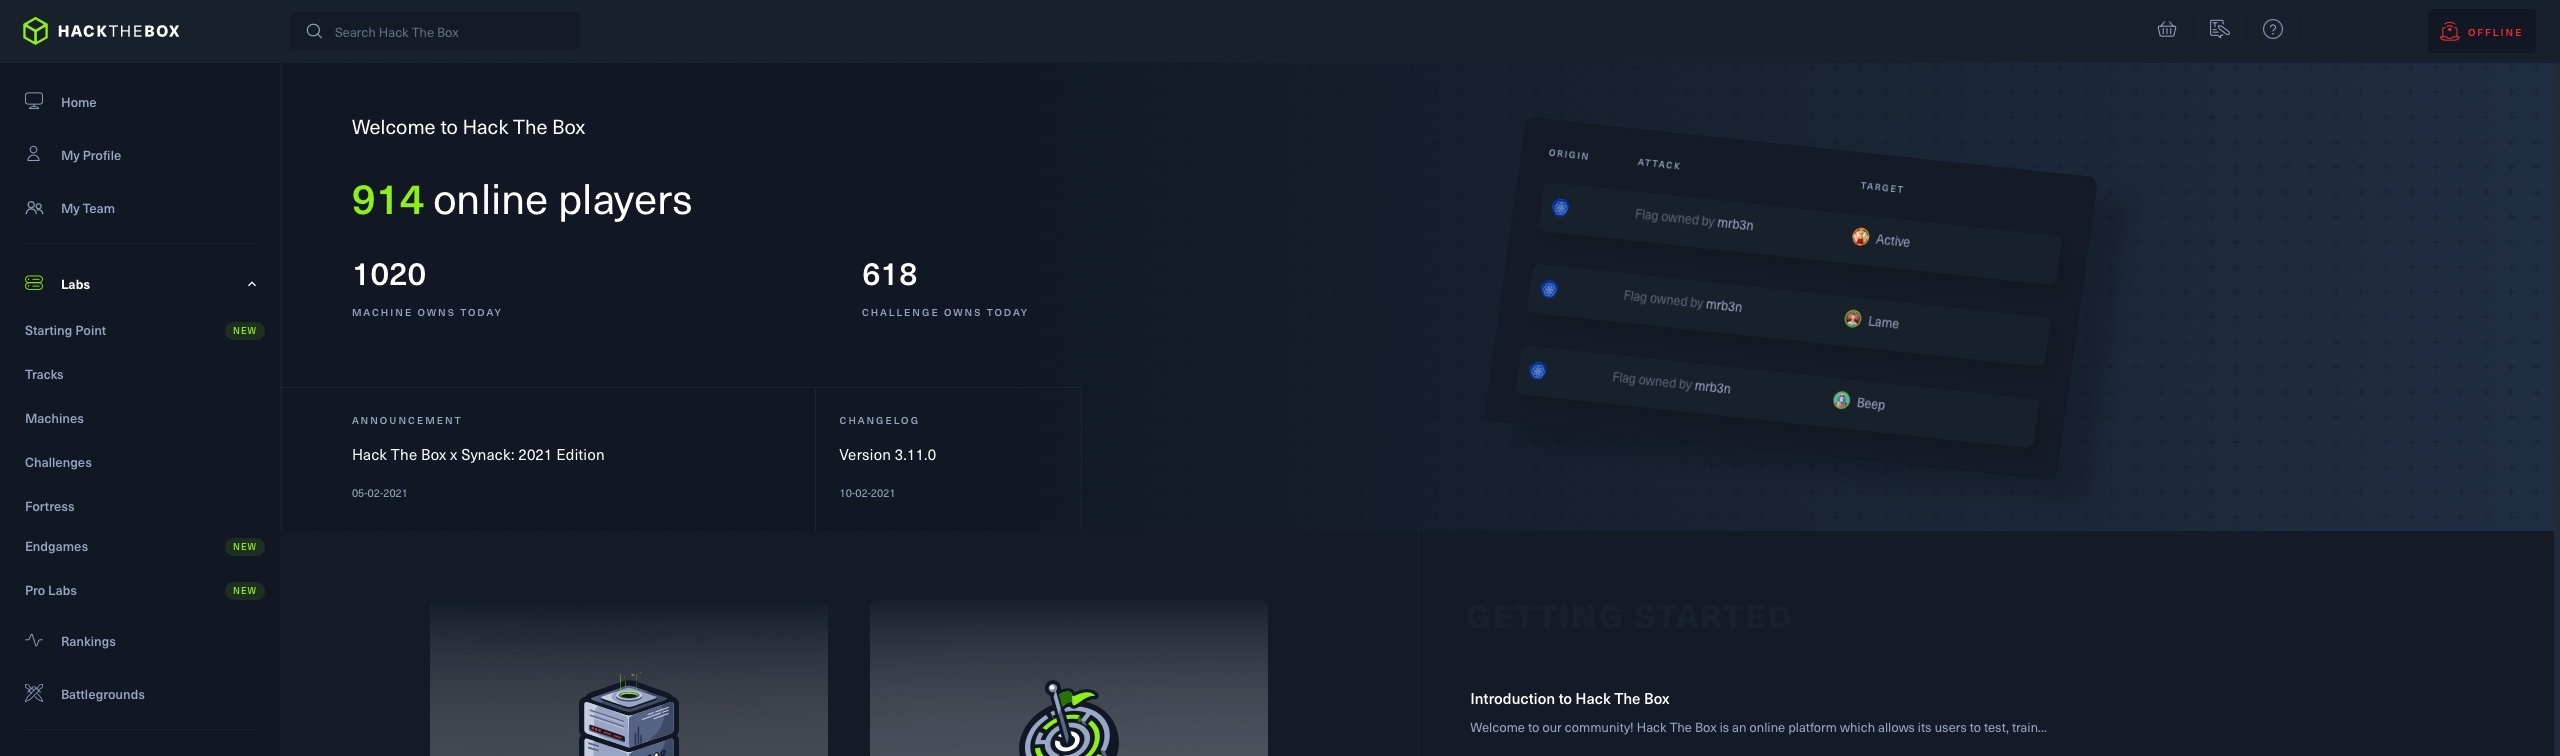 HACKTHEBOX
Search Hack The Box
OFFLINE
Home
My Profile
My Team
Labs
Starting Point NEW
Tracks
Machines
Challenges
Fortress
Endgames NEW
Pro Labs NEW
Rankings
Battlegrounds
Welcome to Hack The Box
914 online players
1020
MACHINE OWNS TODAY
618
CHALLENGE OWNS TODAY
ANNOUNCEMENT
Hack The Box x Synack: 2021 Edition
05-02-2021
CHANGELOG
Version 3.11.0
10-02-2021
ORIGIN ATTACK TARGET
Flag owned by mrb3n Active
Flag owned by mrb3n Lame
Flag owned by mrb3n Beep
GETTING STARTED
Introduction to Hack The Box
Welcome to our community! Hack The Box is an online platform which allows its users to test, train...